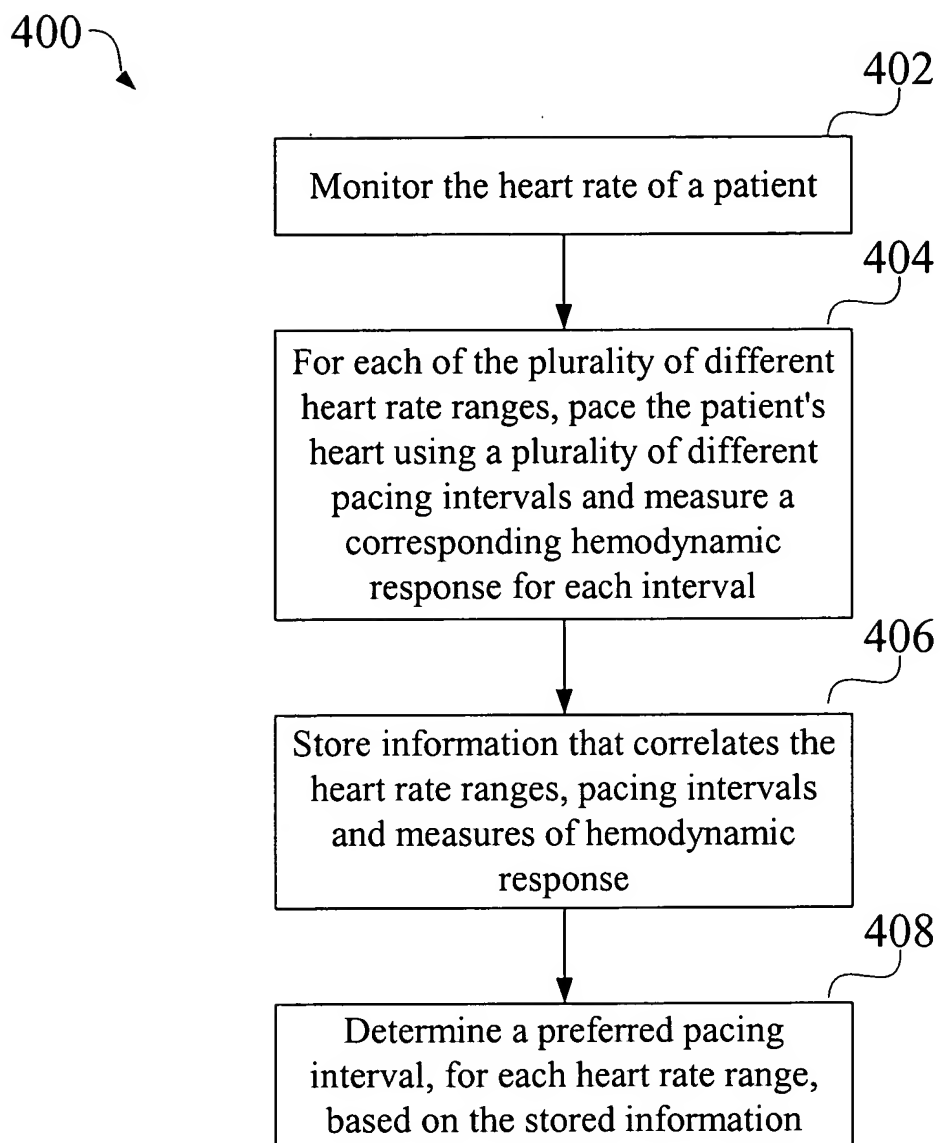 400
402
Monitor the heart rate of a patient
404
For each of the plurality of different
heart rate ranges, pace the patient's
heart using a plurality of different
pacing intervals and measure a
corresponding hemodynamic
response for each interval
406
Store information that correlates the
heart rate ranges, pacing intervals
and measures of hemodynamic
response
408
Determine a preferred pacing
interval, for each heart rate range,
based on the stored information